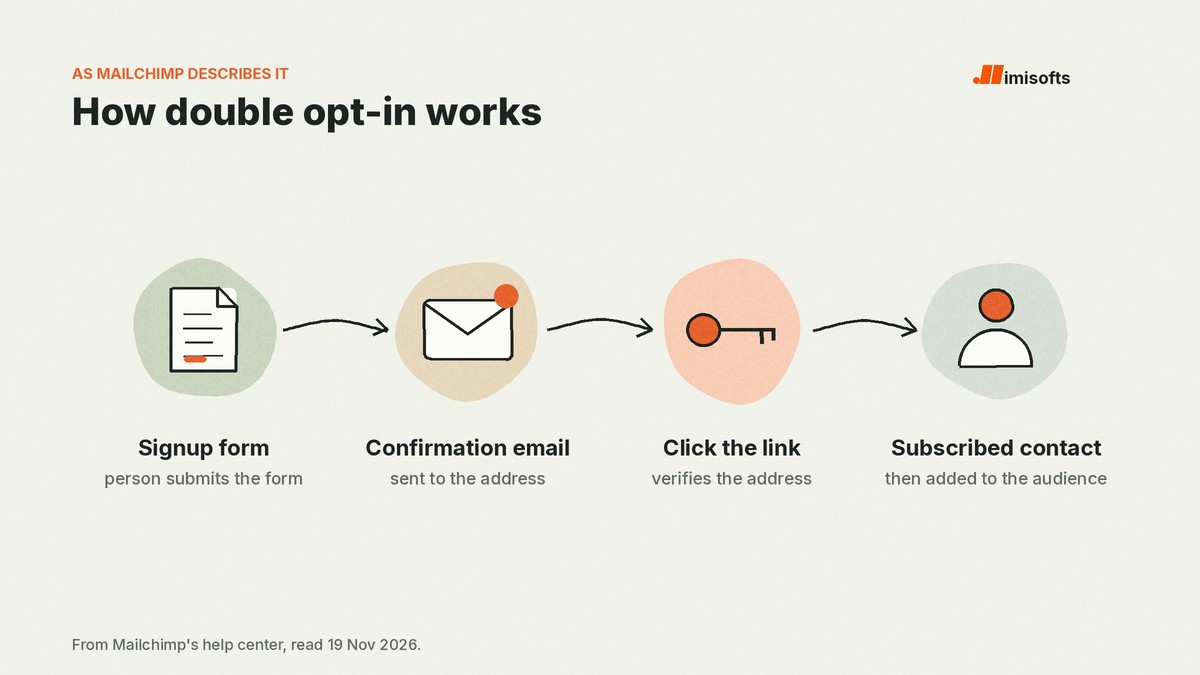 AS MAILCHIMP DESCRIBES IT
How double opt-in works
imisofts
Signup form
person submits the form
Confirmation email
sent to the address
Click the link
verifies the address
Subscribed contact
then added to the audience
From Mailchimp's help center, read 19 Nov 2026.